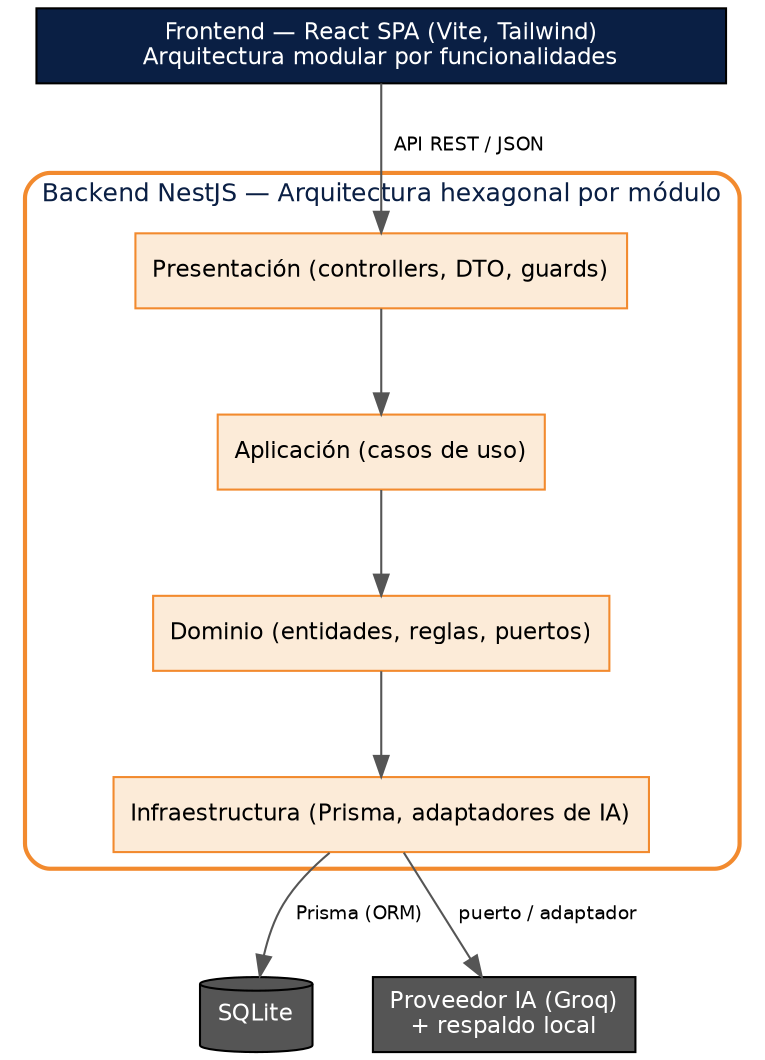 Frontend — React SPA (Vite, Tailwind)
Arquitectura modular por funcionalidades
API REST / JSON
Backend NestJS — Arquitectura hexagonal por módulo
Presentación (controllers, DTO, guards)
Aplicación (casos de uso)
Dominio (entidades, reglas, puertos)
Infraestructura (Prisma, adaptadores de IA)
Prisma (ORM)
puerto / adaptador
SQLite
Proveedor IA (Groq)
+ respaldo local